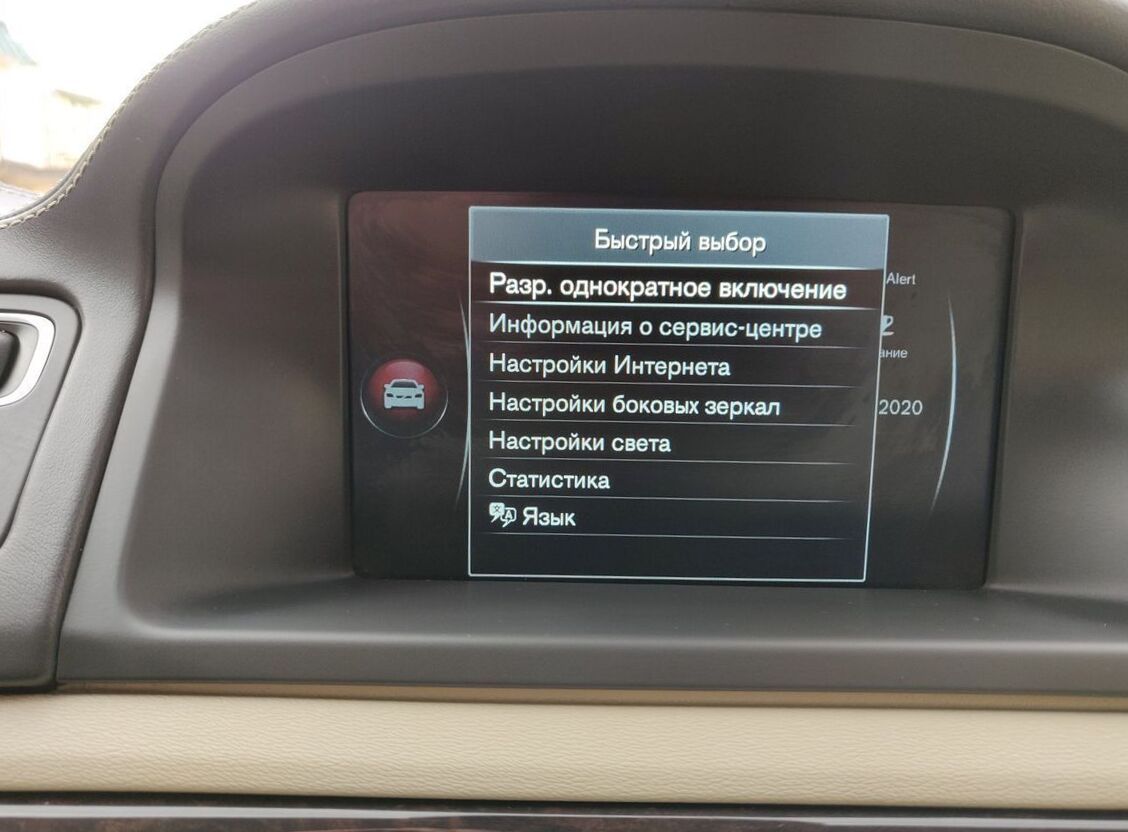 Быстрый выбор
Разр. однократное включение
Информация о сервис-центре
Настройки Интернета
Настройки боковых зеркал
Настройки света
Статистика
Язык
Alert
ание
2020